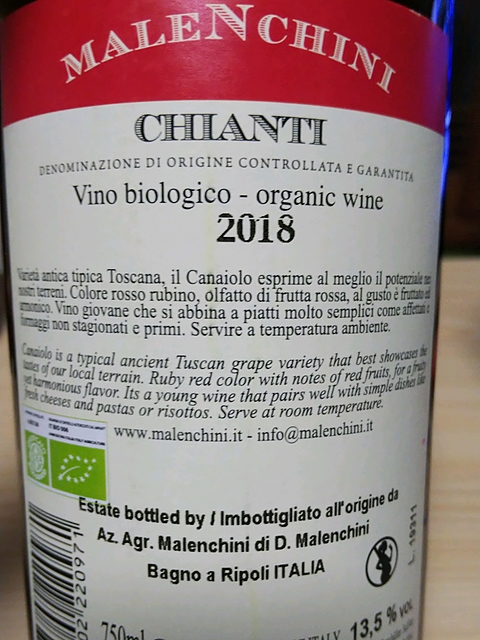 MALENCHINI
CHIANTI
DENOMINAZIONE DI ORIGINE CONTROLLATA E GARANTITA
Vino biologico - organic wine
2018
Varietà antica tipica Toscana, il Canaiolo esprime al meglio il potenziale
nostri terreni. Colore rosso rubino, olfatto di frutta rossa, al gusto è fruttato ed
armonico. Vino giovane che si abbina a piatti molto semplici come affettati
formaggi non stagionati e primi. Servire a temperatura ambiente.
Canaiolo is a typical ancient Tuscan grape variety that best showcases the
tastes of our local terrain. Ruby red color with notes of red fruits, for a fruity
yet harmonious flavor. Its a young wine that pairs well with simple dishes like
fresh cheeses and pastas or risottos. Serve at room temperature.
www.malenchini.it - info@malenchini.it
Estate bottled by / Imbottigliato all'origine da
Az. Agr. Malenchini di D. Malenchini
Bagno a Ripoli ITALIA
L. 19311
02 220971
750ml
ITALY 13,5 % vol